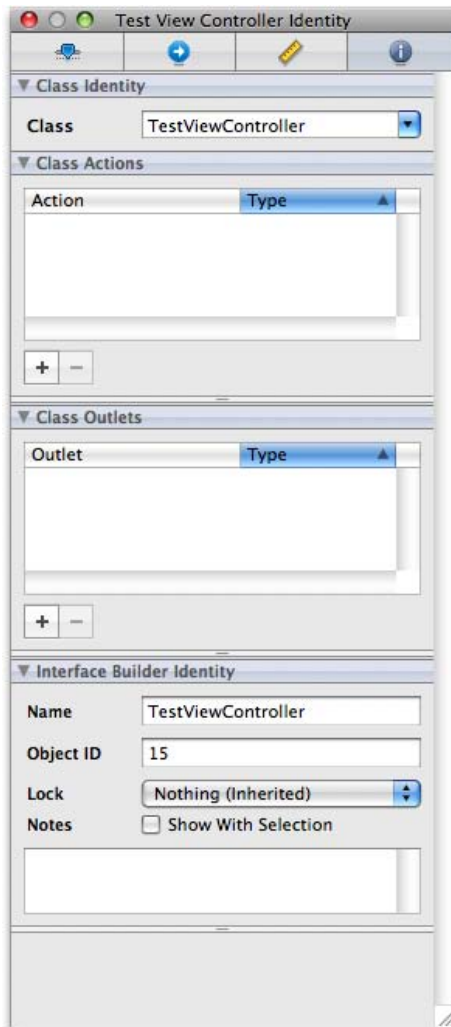 Test View Controller Identity
Class Identity
Class TestViewController
Class Actions
Action Type
+ −
Class Outlets
Outlet Type
+ −
Interface Builder Identity
Name TestViewController
Object ID 15
Lock Nothing (Inherited)
Notes Show With Selection